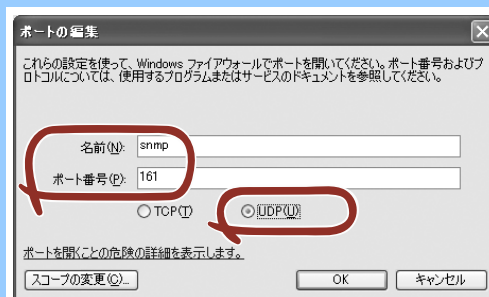 ポートの編集
これらの設定を使って、Windows ファイアウォールでポートを開いてください。ポート番号およびプ
ロトコルについては、使用するプログラムまたはサービスのドキュメントを参照してください。
名前(N): snmp
ポート番号(P): 161
TCP(T) UDP(U)
ポートを開くことの危険の詳細を表示します。
スコープの変更(C)... OK キャンセル